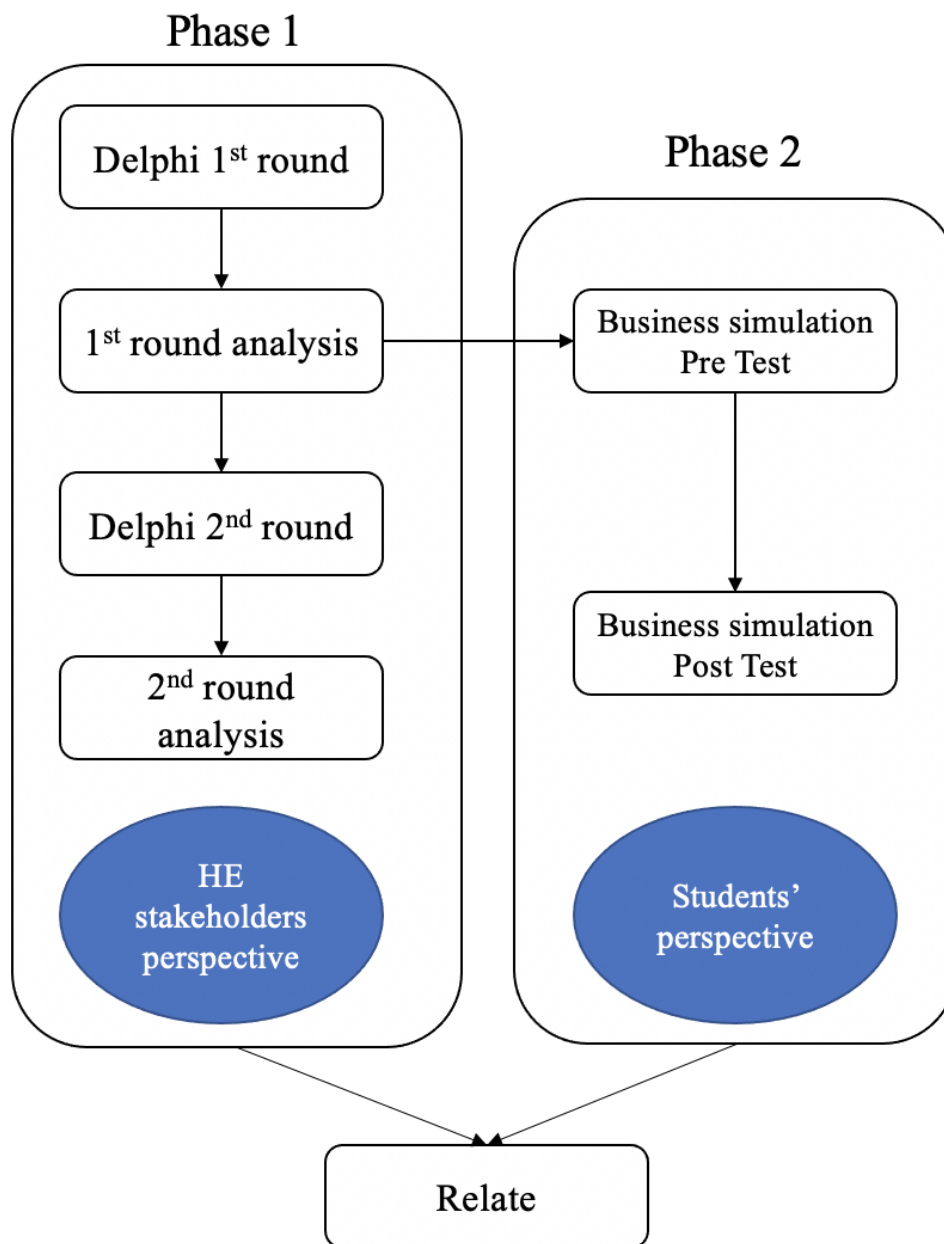 Phase 1
Delphi 1st round
1st round analysis
Delphi 2nd round
2nd round
analysis
HE
stakeholders
perspective
Phase 2
Business simulation
Pre Test
Business simulation
Post Test
Students’
perspective
Relate